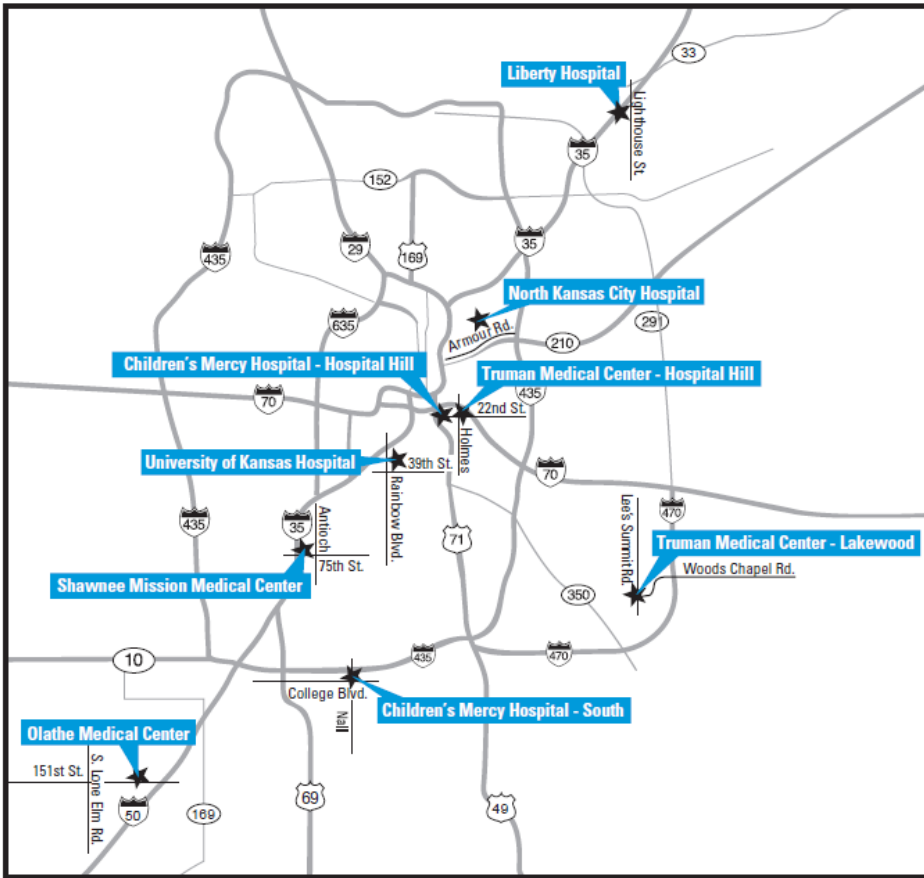 33
Liberty Hospital
Lighthouse St.
35
152
435
29
169
35
North Kansas City Hospital
291
635
Armour Rd.
210
Children's Mercy Hospital - Hospital Hill
Truman Medical Center - Hospital Hill
70
435
22nd St.
Holmes
University of Kansas Hospital
39th St.
70
Rainbow Blvd.
Antioch
435
35
71
Lee's Summit Rd.
470
Truman Medical Center - Lakewood
75th St.
Woods Chapel Rd.
Shawnee Mission Medical Center
350
10
435
470
College Blvd.
Nall
Children's Mercy Hospital - South
Olathe Medical Center
151st St.
S. Lone Elm Rd.
50
169
69
49